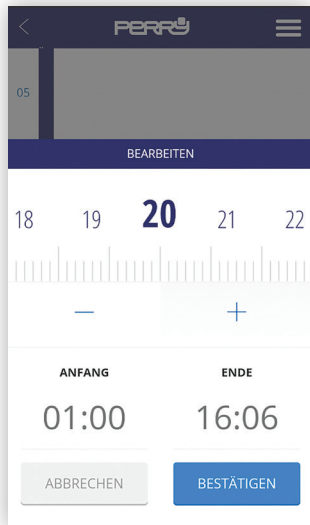 PERRY
05
BEARBEITEN
18 19 20 21 22
— +
ANFANG ENDE
01:00 16:06
ABBRECHEN BESTÄTIGEN